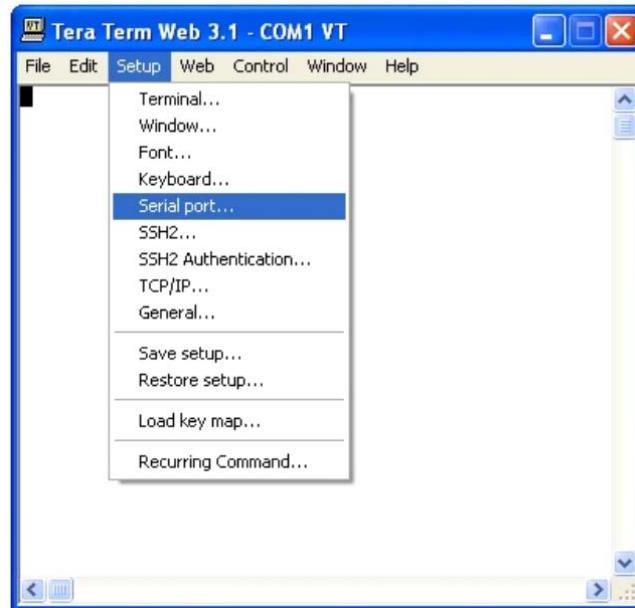 Tera Term Web 3.1 - COM1 VT
File Edit Setup Web Control Window Help
Terminal...
Window...
Font...
Keyboard...
Serial port...
SSH2...
SSH2 Authentication...
TCP/IP...
General...
Save setup...
Restore setup...
Load key map...
Recurring Command...